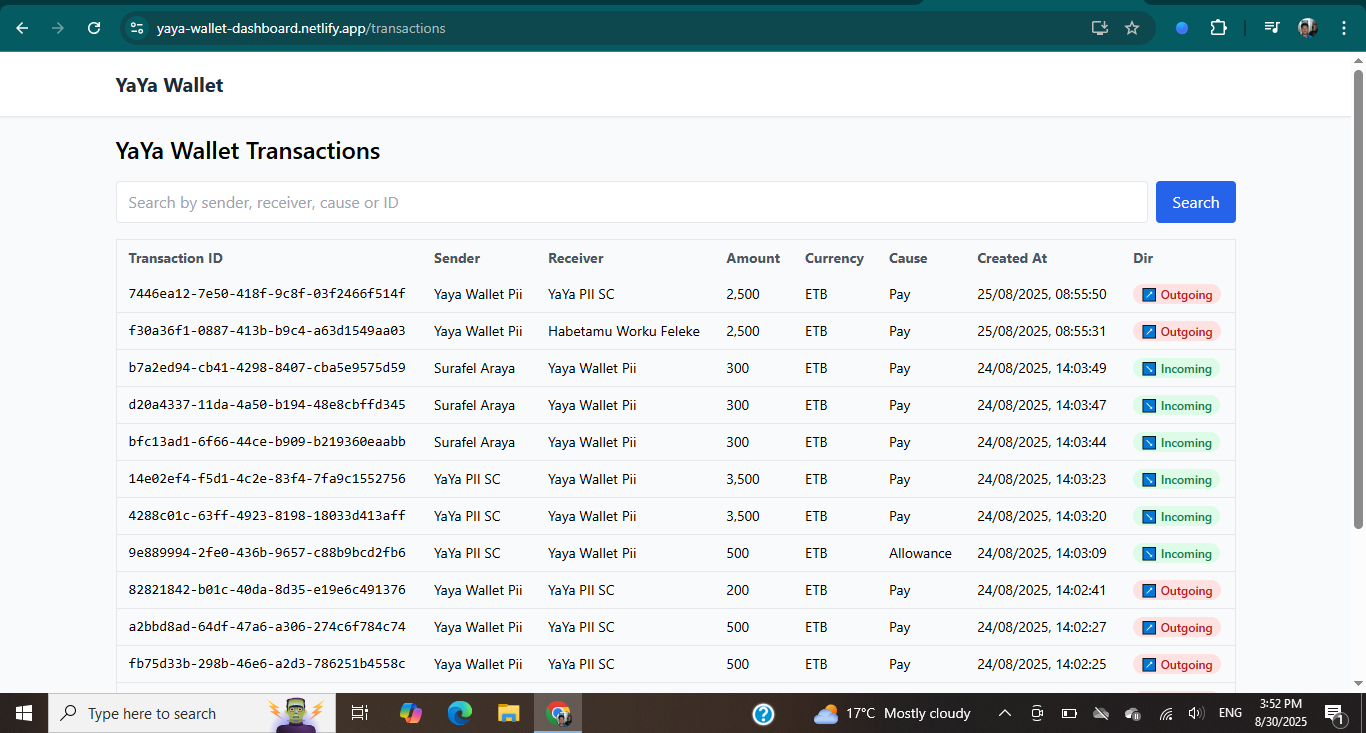 yaya-wallet-dashboard.netlify.app/transactions
YaYa Wallet
YaYa Wallet Transactions
Search by sender, receiver, cause or ID Search
Transaction ID Sender Receiver Amount Currency Cause Created At Dir
7446ea12-7e50-418f-9c8f-03f2466f514f Yaya Wallet Pii YaYa PII SC 2,500 ETB Pay 25/08/2025, 08:55:50 Outgoing
f30a36f1-0887-413b-b9c4-a63d1549aa03 Yaya Wallet Pii Habetamu Worku Feleke 2,500 ETB Pay 25/08/2025, 08:55:31 Outgoing
b7a2ed94-cb41-4298-8407-cba5e9575d59 Surafel Araya Yaya Wallet Pii 300 ETB Pay 24/08/2025, 14:03:49 Incoming
d20a4337-11da-4a50-b194-48e8cbffd345 Surafel Araya Yaya Wallet Pii 300 ETB Pay 24/08/2025, 14:03:47 Incoming
bfc13ad1-6f66-44ce-b909-b219360eaabb Surafel Araya Yaya Wallet Pii 300 ETB Pay 24/08/2025, 14:03:44 Incoming
14e02ef4-f5d1-4c2e-83f4-7fa9c1552756 YaYa PII SC Yaya Wallet Pii 3,500 ETB Pay 24/08/2025, 14:03:23 Incoming
4288c01c-63ff-4923-8198-18033d413aff YaYa PII SC Yaya Wallet Pii 3,500 ETB Pay 24/08/2025, 14:03:20 Incoming
9e889994-2fe0-436b-9657-c88b9bcd2fb6 YaYa PII SC Yaya Wallet Pii 500 ETB Allowance 24/08/2025, 14:03:09 Incoming
82821842-b01c-40da-8d35-e19e6c491376 Yaya Wallet Pii YaYa PII SC 200 ETB Pay 24/08/2025, 14:02:41 Outgoing
a2bbd8ad-64df-47a6-a306-274c6f784c74 Yaya Wallet Pii YaYa PII SC 500 ETB Pay 24/08/2025, 14:02:27 Outgoing
fb75d33b-298b-46e6-a2d3-786251b4558c Yaya Wallet Pii YaYa PII SC 500 ETB Pay 24/08/2025, 14:02:25 Outgoing
Type here to search 17°C Mostly cloudy ENG 3:52 PM
8/30/2025 1